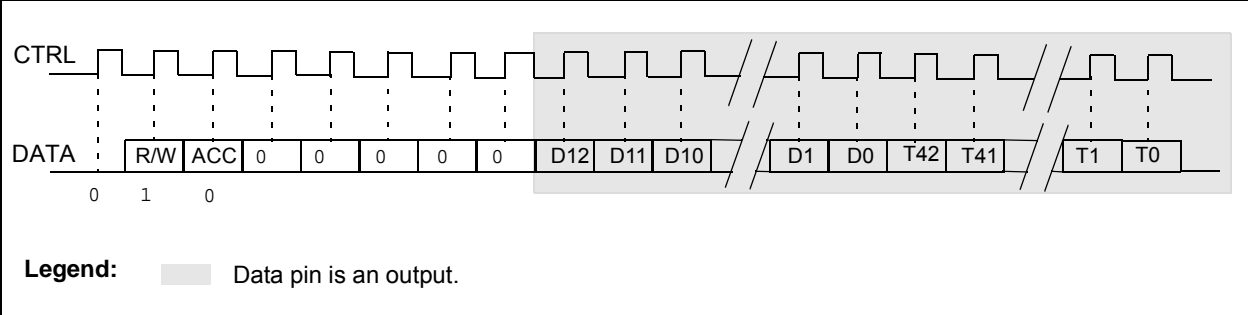 CTRL
DATA R/W ACC 0 0 0 0 0 D12 D11 D10 D1 D0 T42 T41 T1 T0
0 1 0
Legend: Data pin is an output.